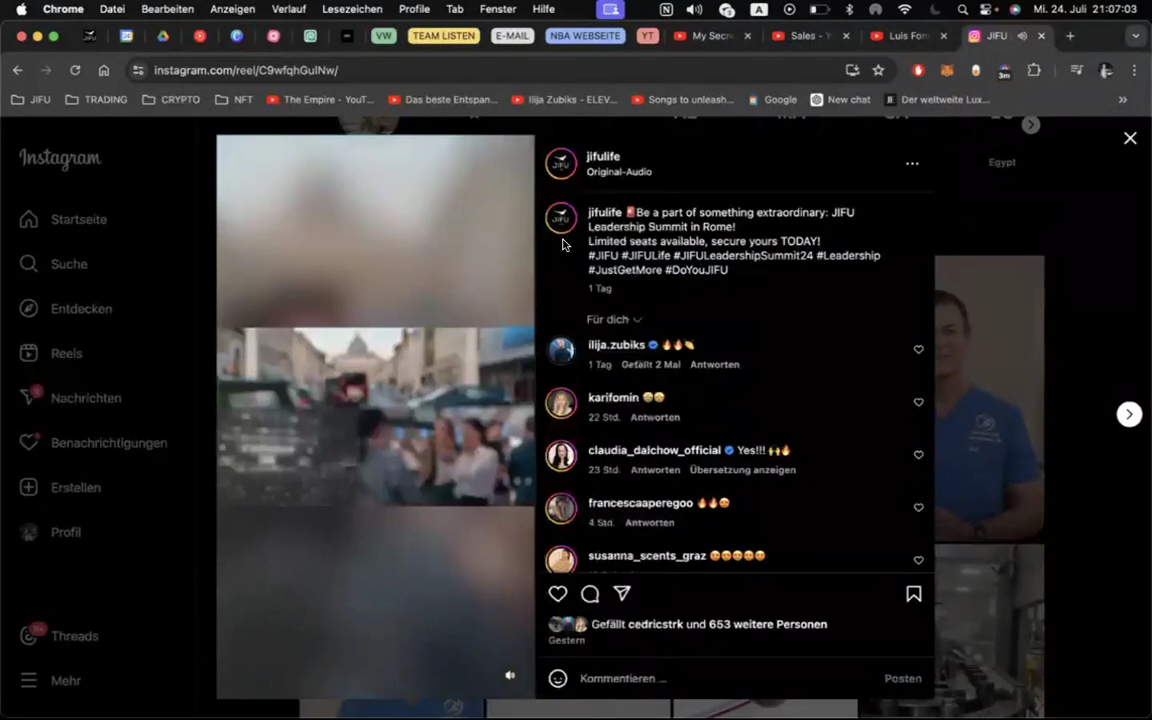 Chrome Datei Bearbeiten Anzeigen Verlauf Lesezeichen Profile Tab Fenster Hilfe A Mi. 24. Juli 21:07:03
VW TEAM LISTEN E-MAIL NBA WEBSEITE YT My Secre Sales - Y Luis Fon JIFU
instagram.com/reel/C9wfqhGulNw/ 3m
JIFU TRADING CRYPTO NFT The Empire - YouT... Das beste Entspan... Ilija Zubiks - ELEV... Songs to unleash... Google New chat Der weltweite Lux...
Instagram
Startseite
Suche
Entdecken
Reels
Nachrichten
Benachrichtigungen
Erstellen
Profil
Threads
Mehr
JIFU
jifulife
Original-Audio
Egypt
JIFU
jifulife 🚨Be a part of something extraordinary: JIFU
Leadership Summit in Rome!
Limited seats available, secure yours TODAY!
#JIFU #JIFULife #JIFULeadershipSummit24 #Leadership
#JustGetMore #DoYouJIFU
1 Tag
Für dich
ilija.zubiks 🔥🔥👏
1 Tag Gefällt 2 Mal Antworten
karifomin 🤩🤩
22 Std. Antworten
claudia_dalchow_official Yes!!! 🙌🔥
23 Std. Antworten Übersetzung anzeigen
francescaaperegoo 🔥🔥😍
4 Std. Antworten
susanna_scents_graz 😍😍😍😍😍
Gefällt cedricstrk und 653 weitere Personen
Gestern
Kommentieren ...
Posten